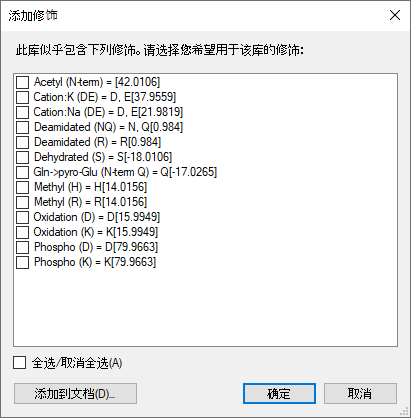 添加修饰
此库似乎包含下列修饰。请选择您希望用于该库的修饰:
Acetyl (N-term) = [42.0106]
Cation:K (DE) = D, E[37.9559]
Cation:Na (DE) = D, E[21.9819]
Deamidated (NQ) = N, Q[0.984]
Deamidated (R) = R[0.984]
Dehydrated (S) = S[-18.0106]
Gln->pyro-Glu (N-term Q) = Q[-17.0265]
Methyl (H) = H[14.0156]
Methyl (R) = R[14.0156]
Oxidation (D) = D[15.9949]
Oxidation (K) = K[15.9949]
Phospho (D) = D[79.9663]
Phospho (K) = K[79.9663]
全选/取消全选(A)
添加到文档(D)...
确定
取消